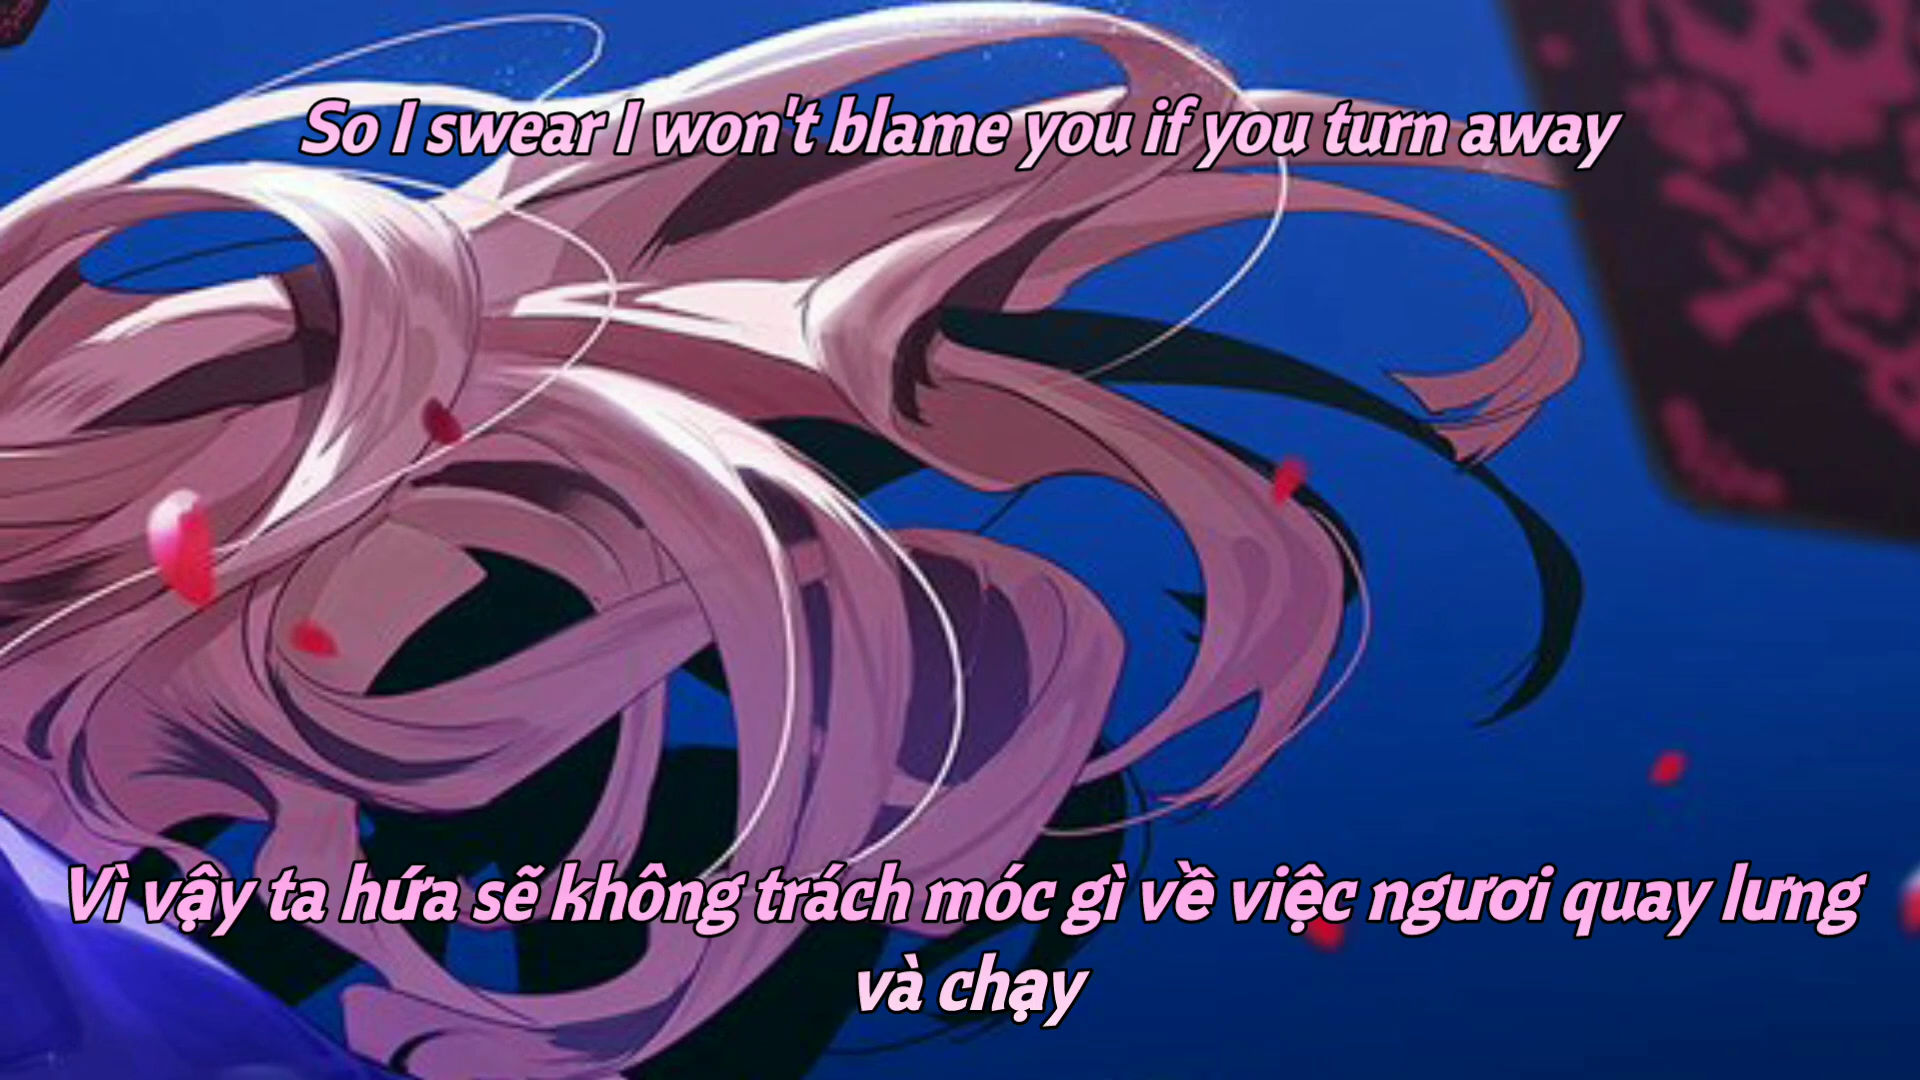 So I swear I won't blame you if you turn away
Vì vậy ta hứa sẽ không trách móc gì về việc ngươi quay lưng
và chạy